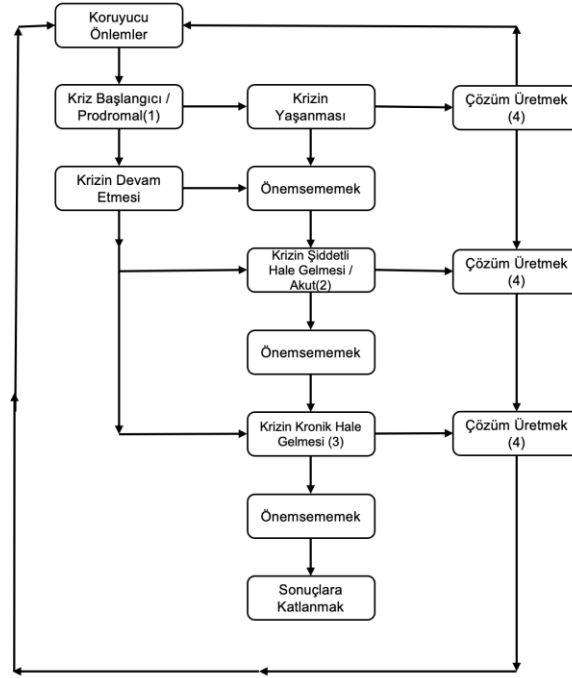 Koruyucu
Önlemler
Kriz Başlangıcı /
Prodromal(1)
Krizin
Yaşanması
Çözüm Üretmek
(4)
Krizin Devam
Etmesi
Önemsememek
Krizin Şiddetli
Hale Gelmesi /
Akut(2)
Çözüm Üretmek
(4)
Önemsememek
Krizin Kronik Hale
Gelmesi (3)
Çözüm Üretmek
(4)
Önemsememek
Sonuçlara
Katlanmak